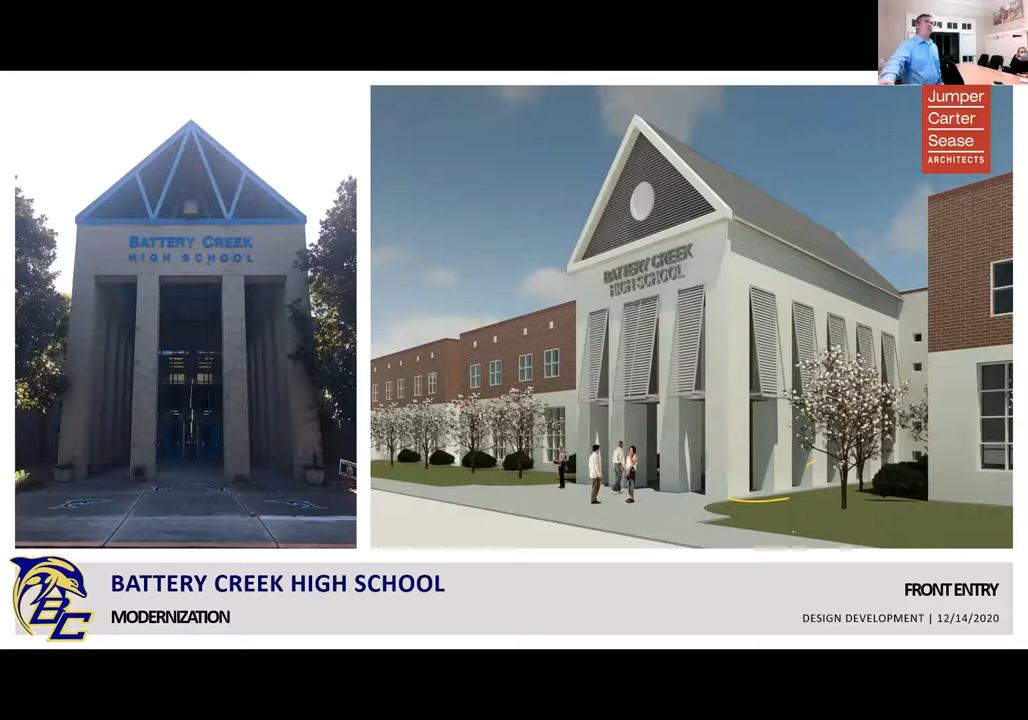 Jumper
Carter
Sease
ARCHITECTS
BATTERY CREEK
HIGH SCHOOL
BATTERY CREEK
HIGH SCHOOL
BC
BATTERY CREEK HIGH SCHOOL
MODERNIZATION
FRONT ENTRY
DESIGN DEVELOPMENT | 12/14/2020